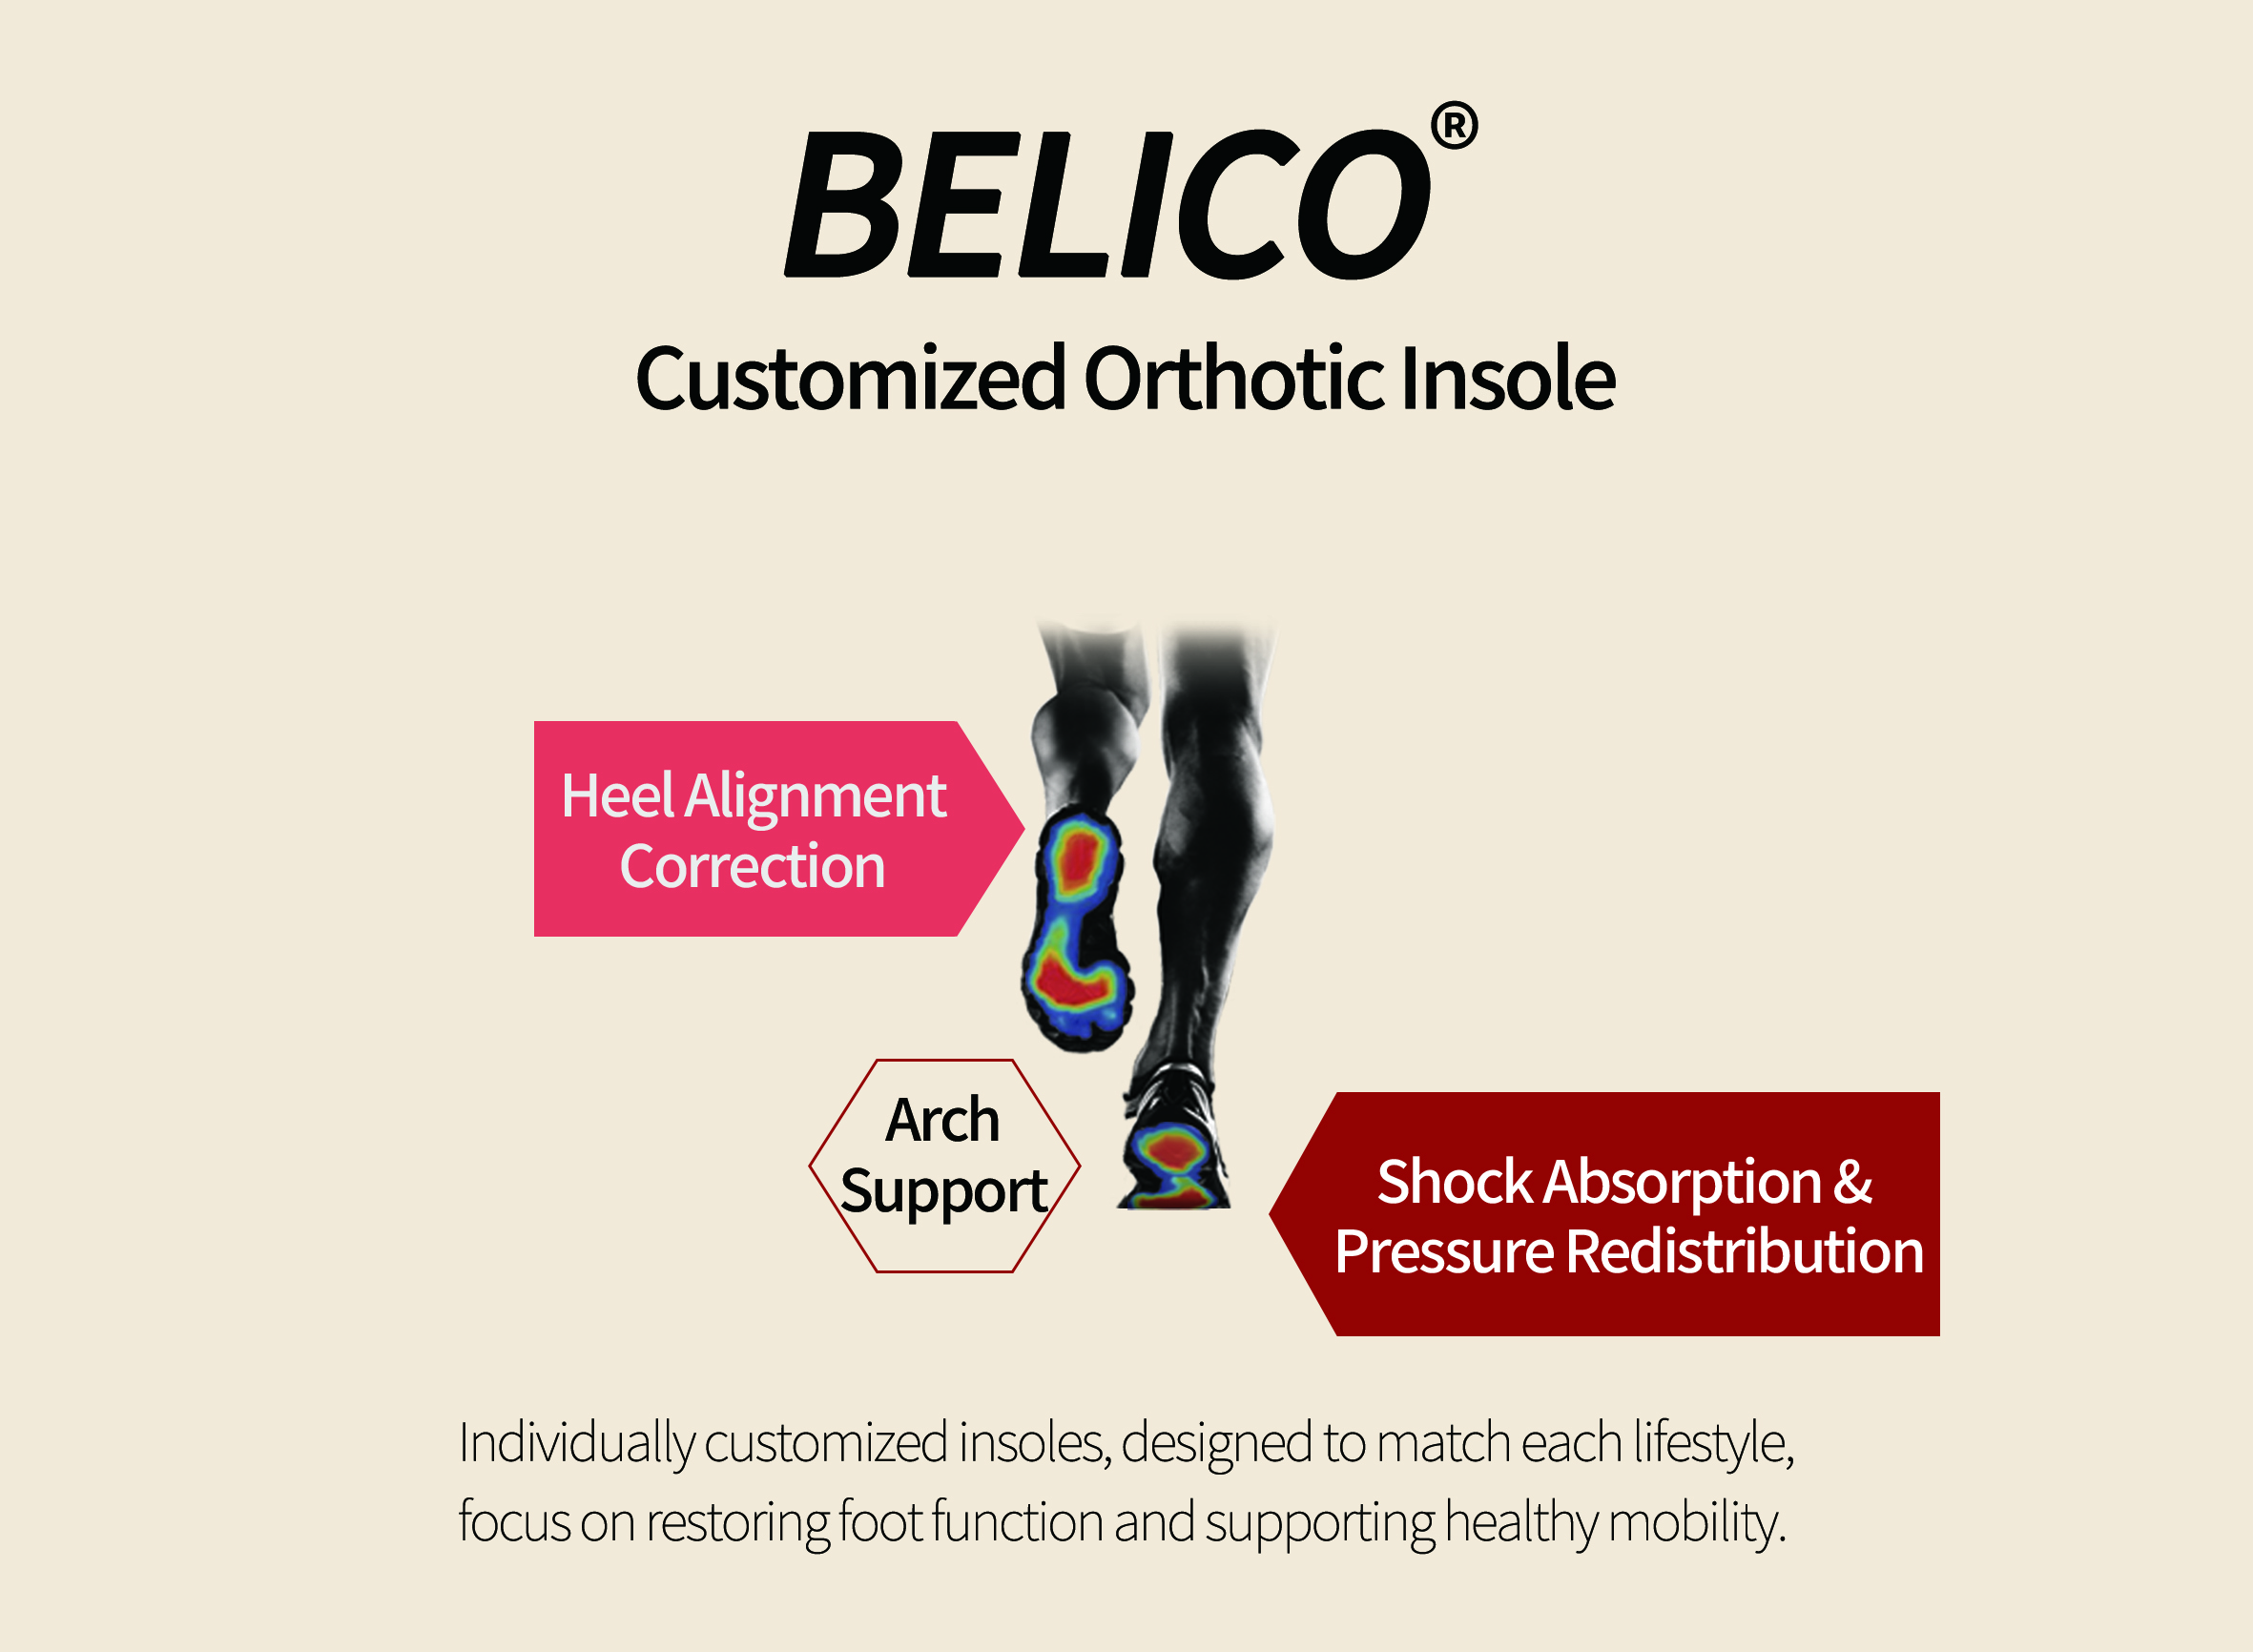 BELICO®
Customized Orthotic Insole
Heel Alignment
Correction
Arch
Support
Shock Absorption &
Pressure Redistribution
Individually customized insoles, designed to match each lifestyle,
focus on restoring foot function and supporting healthy mobility.